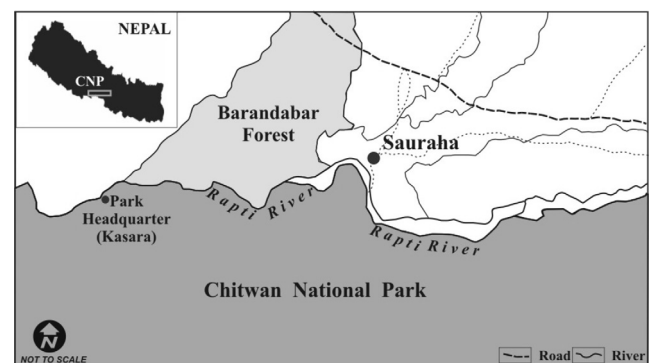 NEPAL
CNP
Barandabar
Forest
Sauraha
Park
Headquarter
(Kasara)
Rapti River
Rapti River
Chitwan National Park
N
NOT TO SCALE
Road
River